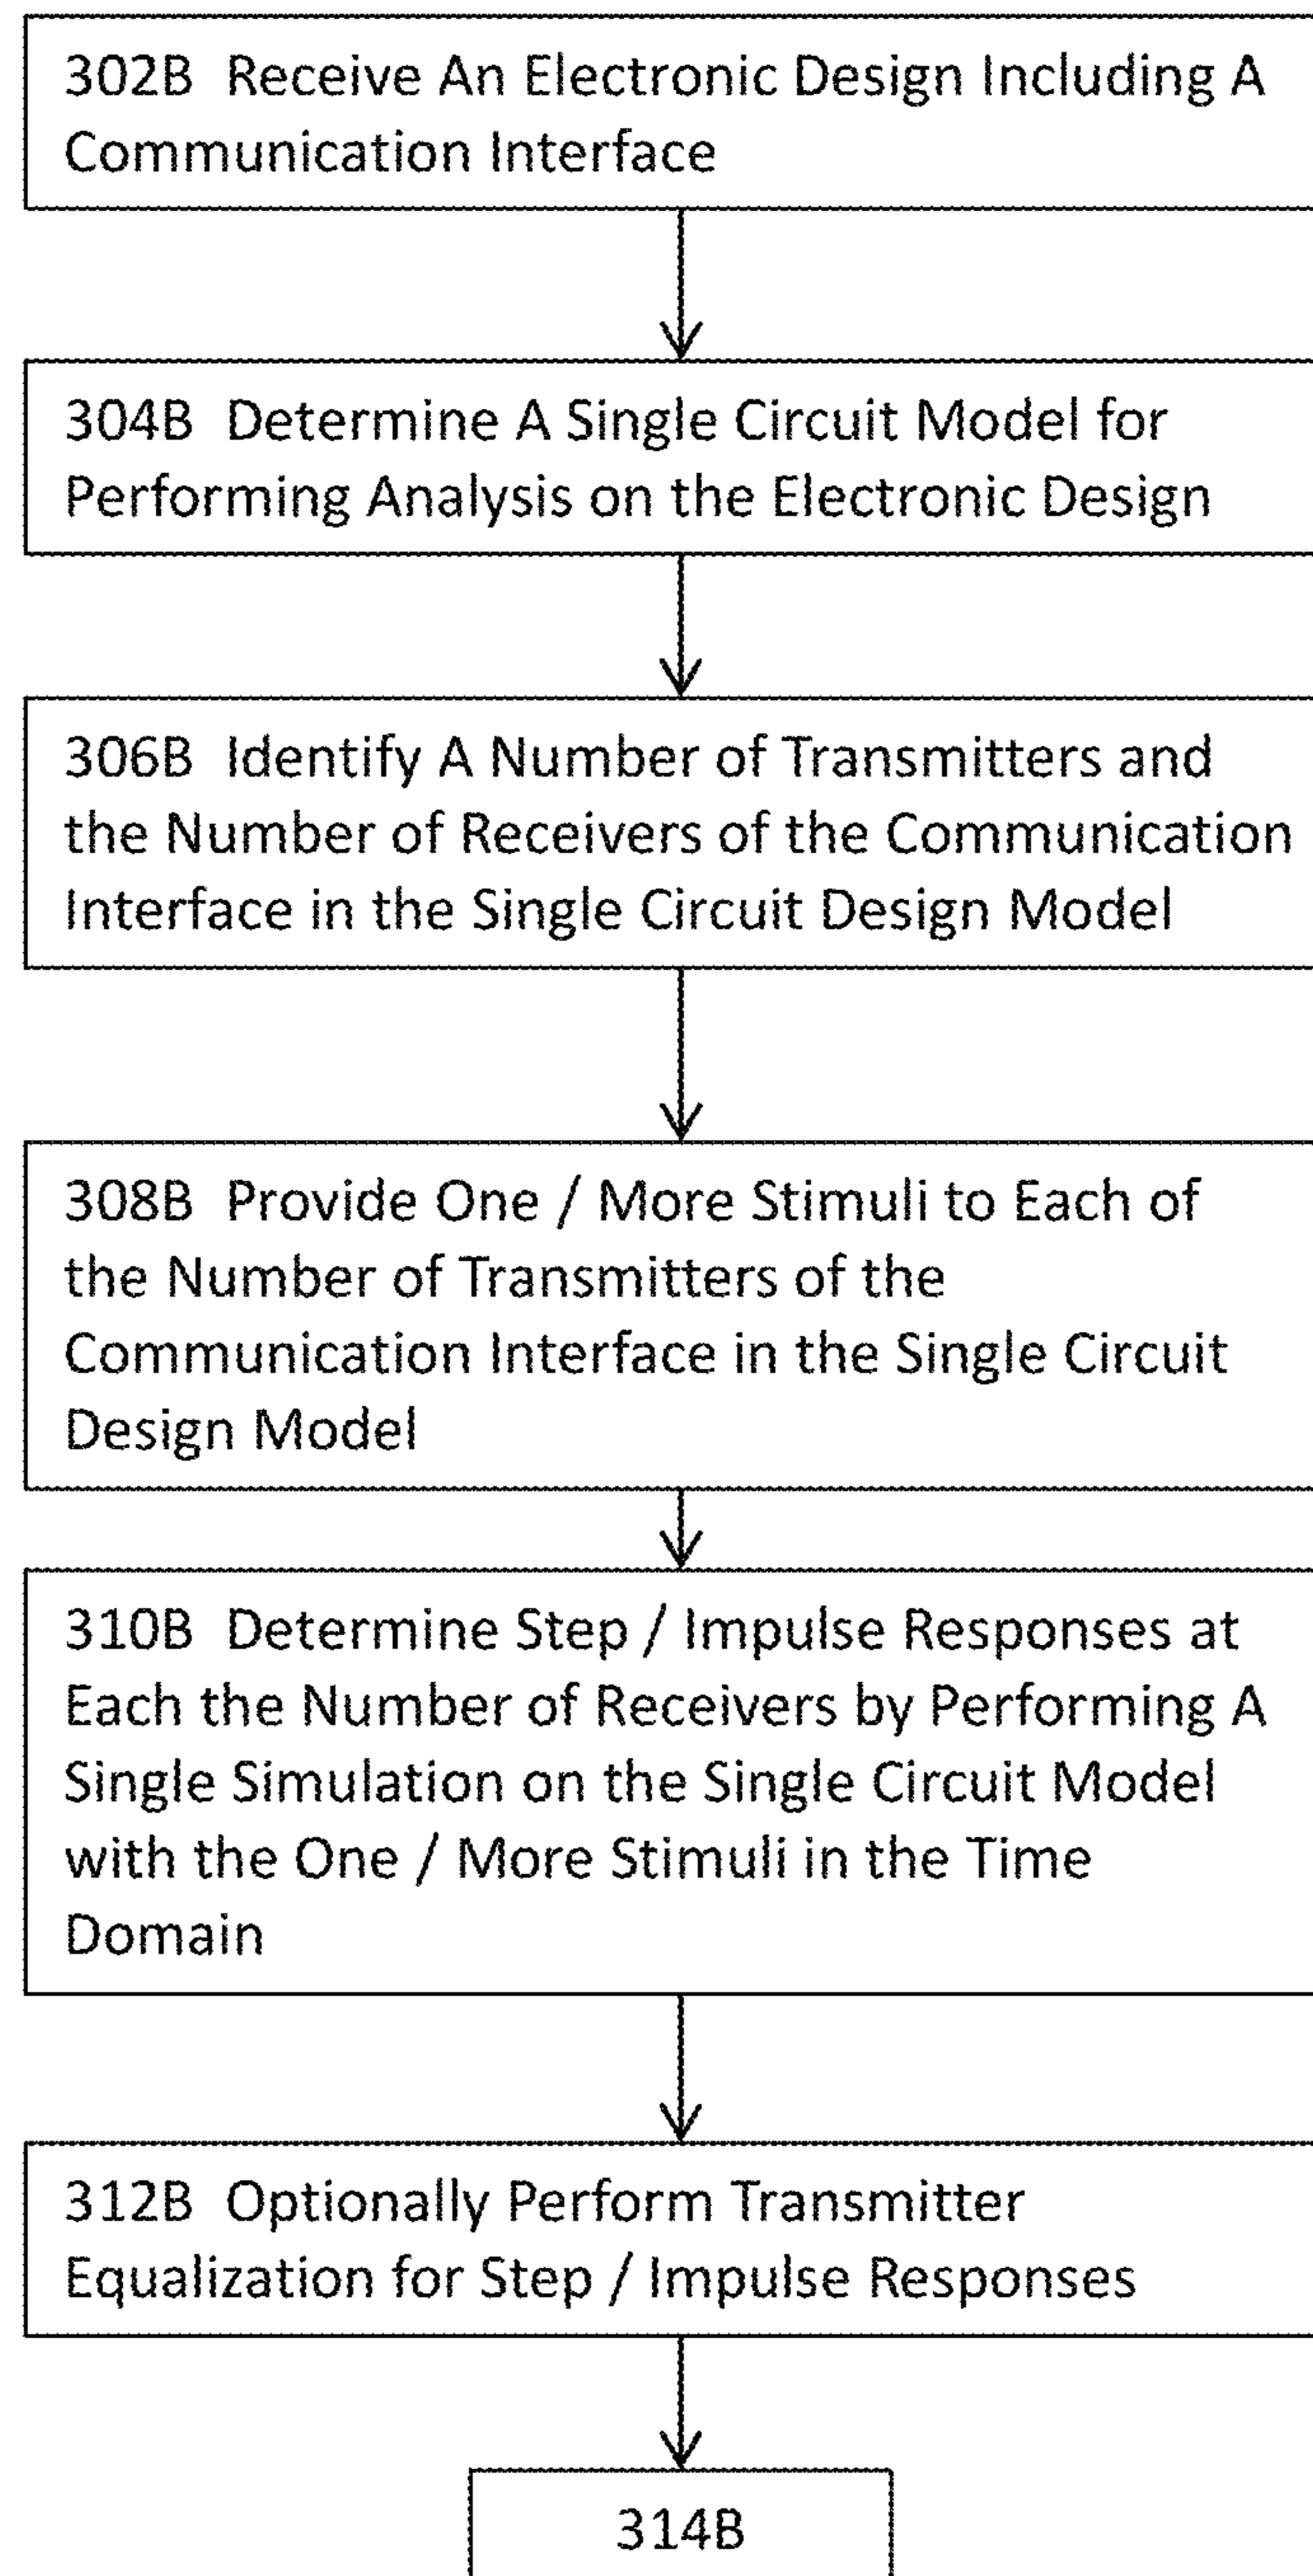 302B Receive An Electronic Design Including A
Communication Interface
304B Determine A Single Circuit Model for
Performing Analysis on the Electronic Design
306B Identify A Number of Transmitters and
the Number of Receivers of the Communication
Interface in the Single Circuit Design Model
308B Provide One / More Stimuli to Each of
the Number of Transmitters of the
Communication Interface in the Single Circuit
Design Model
310B Determine Step / Impulse Responses at
Each the Number of Receivers by Performing A
Single Simulation on the Single Circuit Model
with the One / More Stimuli in the Time
Domain
312B Optionally Perform Transmitter
Equalization for Step / Impulse Responses
314B